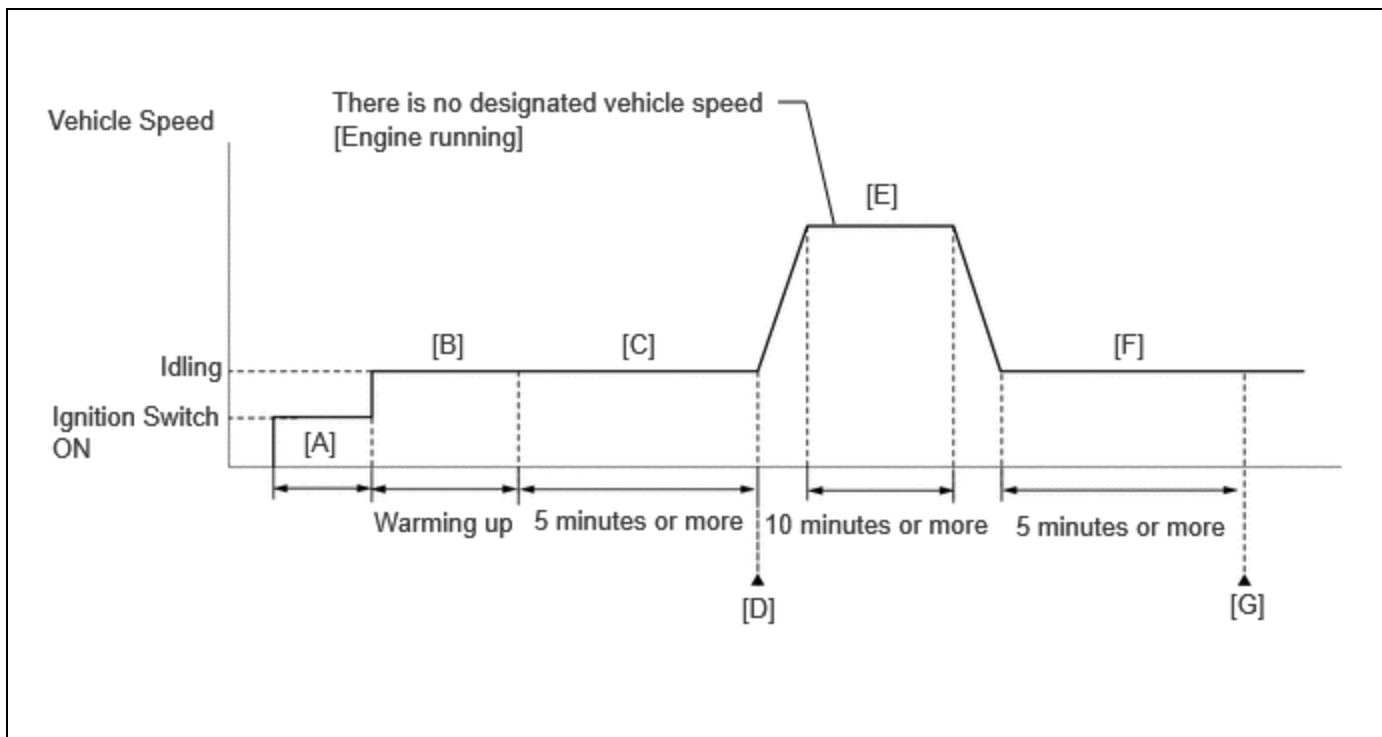 There is no designated vehicle speed
Vehicle Speed
[Engine running]
[E]
[B]
[C]
[F]
Idling
Ignition Switch
ON
[A]
Warming up
5 minutes or more
10 minutes or more
5 minutes or more
[D]
[G]